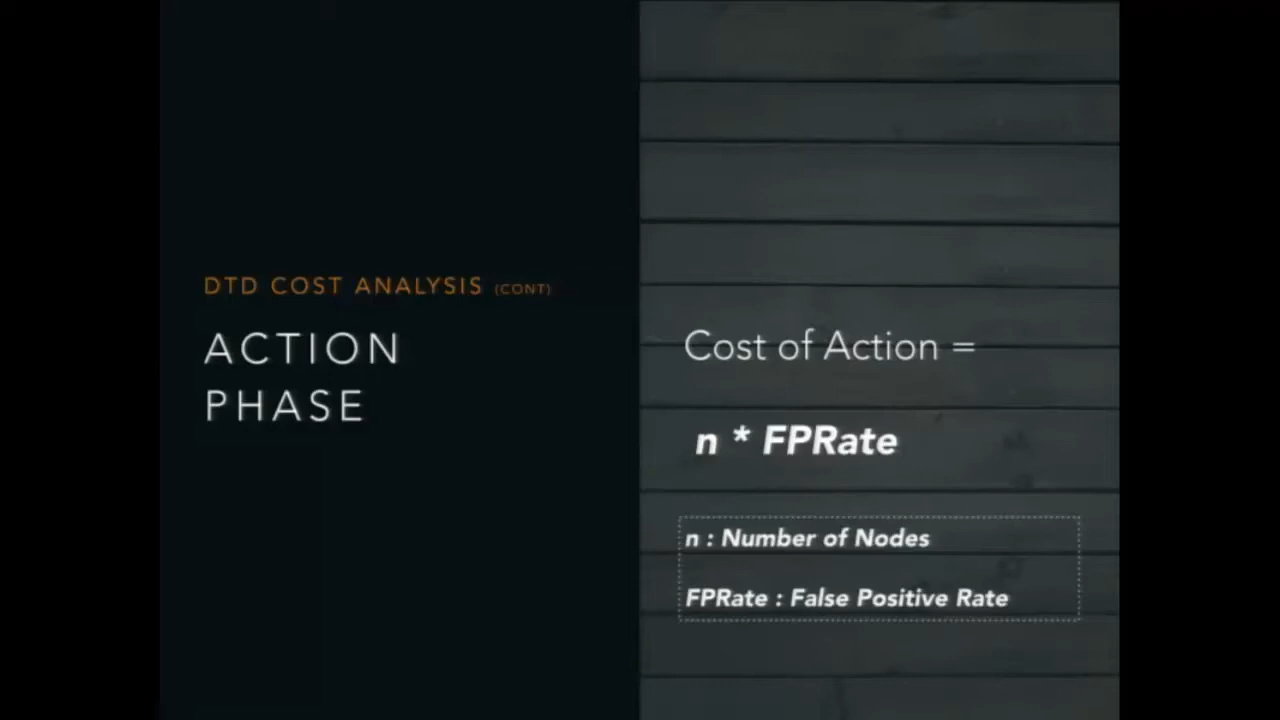 DTD COST ANALYSIS (CONT)
ACTION
PHASE
Cost of Action =
n * FPRate
n : Number of Nodes
FPRate : False Positive Rate